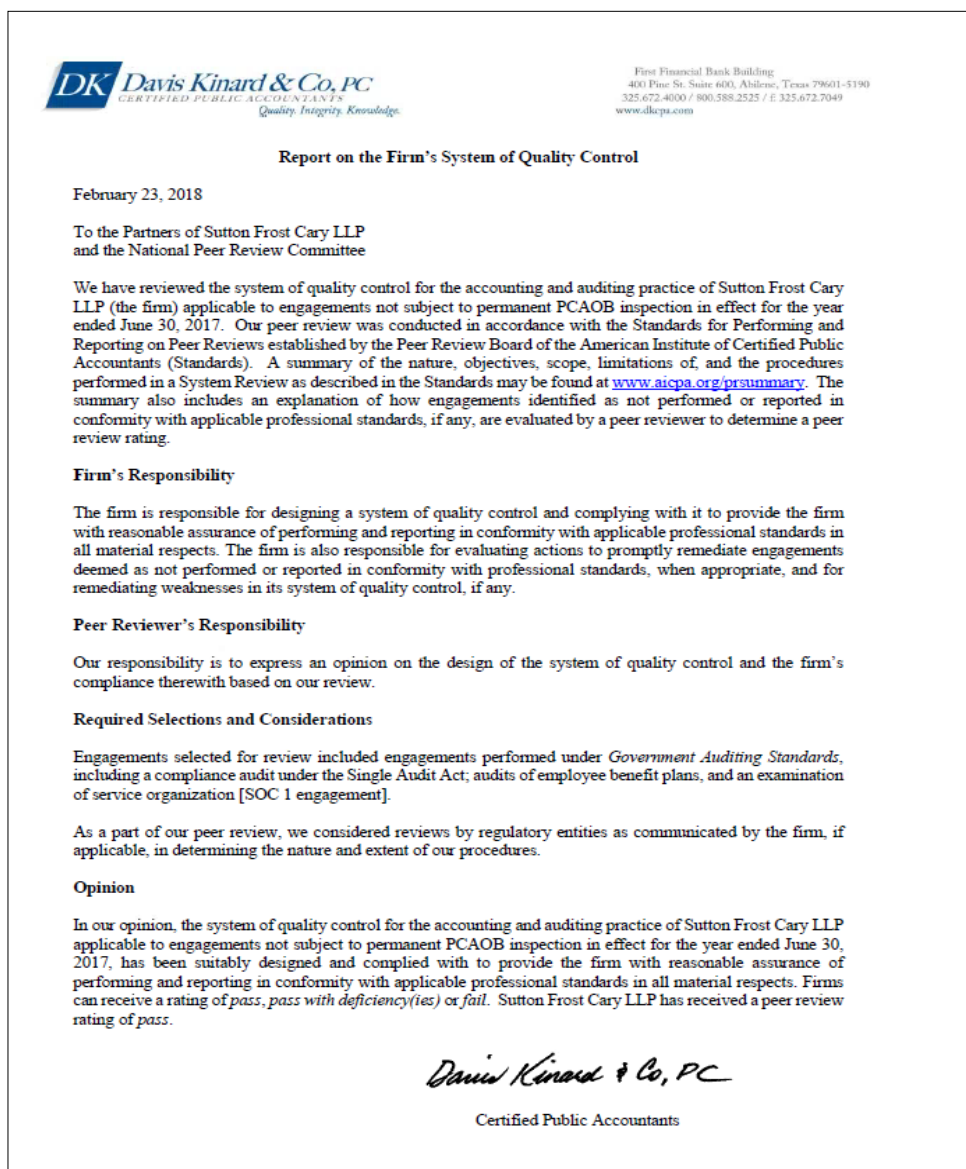 DK Davis Kinard & Co, PC
CERTIFIED PUBLIC ACCOUNTANTS
Quality. Integrity. Knowledge.
First Financial Bank Building
400 Pine St. Suite 600, Abilene, Texas 79601-5190
325.672.4000 / 800.588.2525 / f: 325.672.7049
www.dkcpa.com
Report on the Firm's System of Quality Control
February 23, 2018
To the Partners of Sutton Frost Cary LLP
and the National Peer Review Committee
We have reviewed the system of quality control for the accounting and auditing practice of Sutton Frost Cary
LLP (the firm) applicable to engagements not subject to permanent PCAOB inspection in effect for the year
ended June 30, 2017. Our peer review was conducted in accordance with the Standards for Performing and
Reporting on Peer Reviews established by the Peer Review Board of the American Institute of Certified Public
Accountants (Standards). A summary of the nature, objectives, scope, limitations of, and the procedures
performed in a System Review as described in the Standards may be found at www.aicpa.org/prsummary. The
summary also includes an explanation of how engagements identified as not performed or reported in
conformity with applicable professional standards, if any, are evaluated by a peer reviewer to determine a peer
review rating.
Firm's Responsibility
The firm is responsible for designing a system of quality control and complying with it to provide the firm
with reasonable assurance of performing and reporting in conformity with applicable professional standards in
all material respects. The firm is also responsible for evaluating actions to promptly remediate engagements
deemed as not performed or reported in conformity with professional standards, when appropriate, and for
remediating weaknesses in its system of quality control, if any.
Peer Reviewer's Responsibility
Our responsibility is to express an opinion on the design of the system of quality control and the firm's
compliance therewith based on our review.
Required Selections and Considerations
Engagements selected for review included engagements performed under Government Auditing Standards,
including a compliance audit under the Single Audit Act; audits of employee benefit plans, and an examination
of service organization [SOC 1 engagement].
As a part of our peer review, we considered reviews by regulatory entities as communicated by the firm, if
applicable, in determining the nature and extent of our procedures.
Opinion
In our opinion, the system of quality control for the accounting and auditing practice of Sutton Frost Cary LLP
applicable to engagements not subject to permanent PCAOB inspection in effect for the year ended June 30,
2017, has been suitably designed and complied with to provide the firm with reasonable assurance of
performing and reporting in conformity with applicable professional standards in all material respects. Firms
can receive a rating of pass, pass with deficiency(ies) or fail. Sutton Frost Cary LLP has received a peer review
rating of pass.
Davis Kinard & Co, PC
Certified Public Accountants